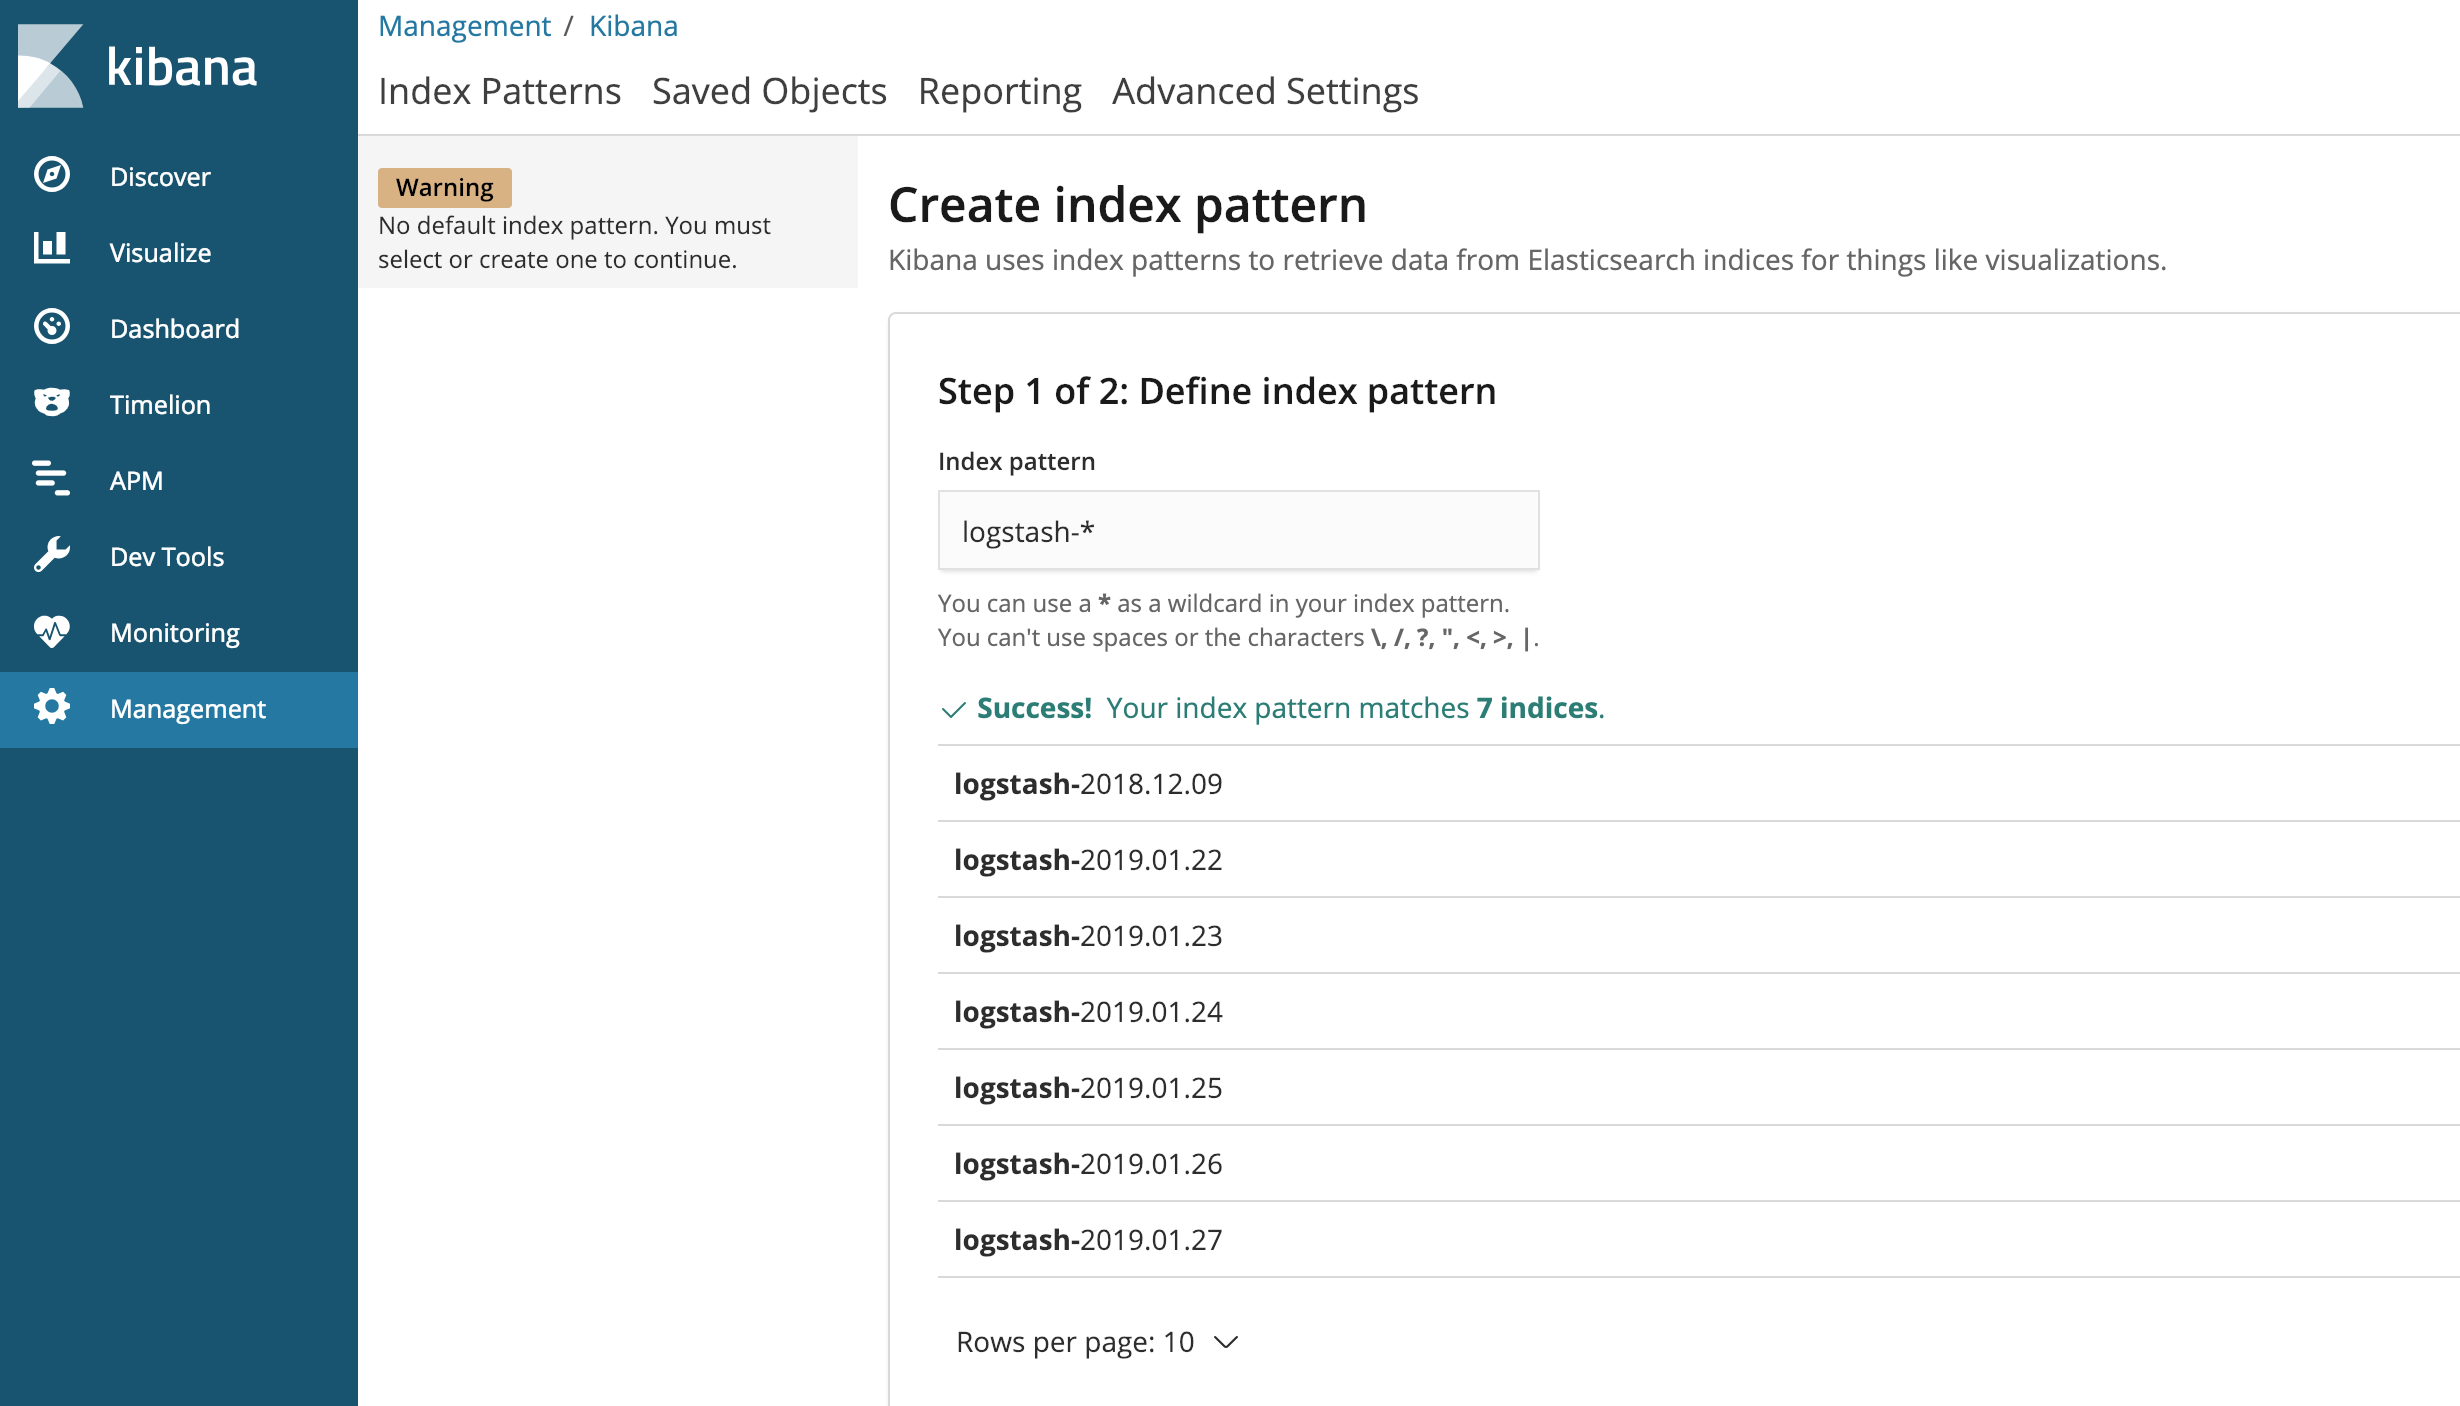 kibana
Discover
Visualize
Dashboard
Timelion
APM
Dev Tools
Monitoring
Management
Management / Kibana
Index Patterns Saved Objects Reporting Advanced Settings
Warning
No default index pattern. You must
select or create one to continue.
Create index pattern
Kibana uses index patterns to retrieve data from Elasticsearch indices for things like visualizations.
Step 1 of 2: Define index pattern
Index pattern
logstash-*
You can use a * as a wildcard in your index pattern.
You can't use spaces or the characters \, /, ?, ", <, >, |.
Success! Your index pattern matches 7 indices.
logstash-2018.12.09
logstash-2019.01.22
logstash-2019.01.23
logstash-2019.01.24
logstash-2019.01.25
logstash-2019.01.26
logstash-2019.01.27
Rows per page: 10